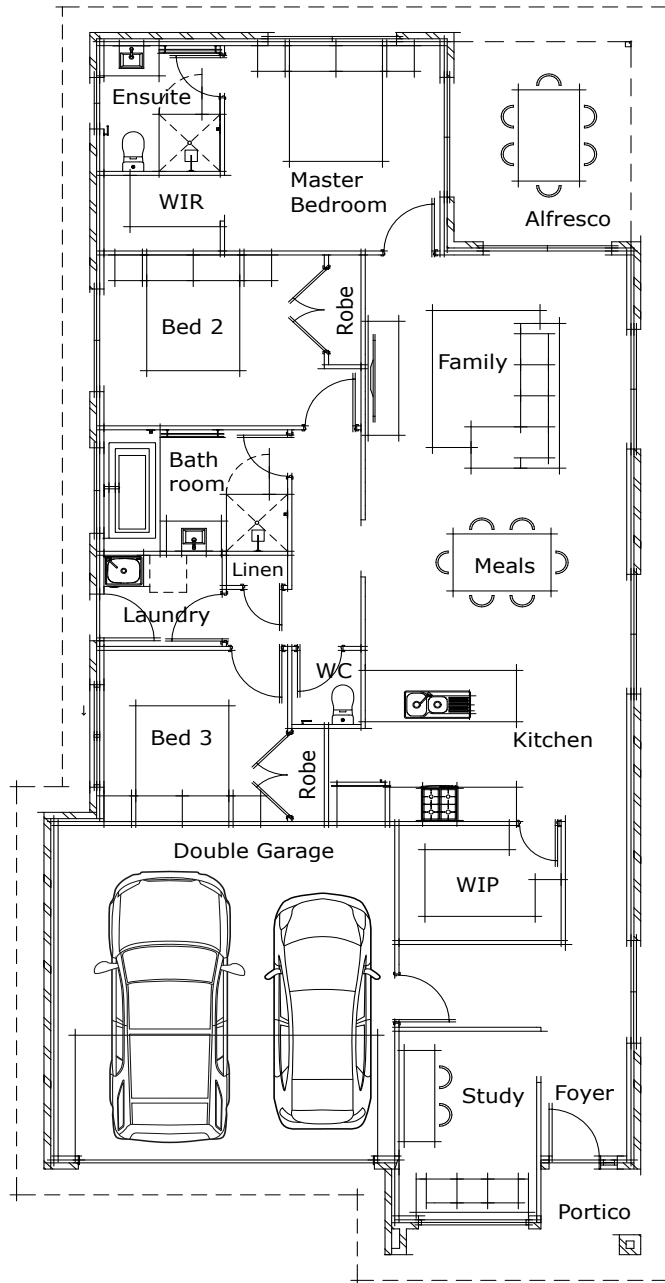 Ensuite
WIR
Master
Bedroom
Alfresco
Bed 2
Robe
Family
Bath
room
Meals
Linen
Laundry
WC
Bed 3
Robe
Kitchen
Double Garage
WIP
Study
Foyer
Portico